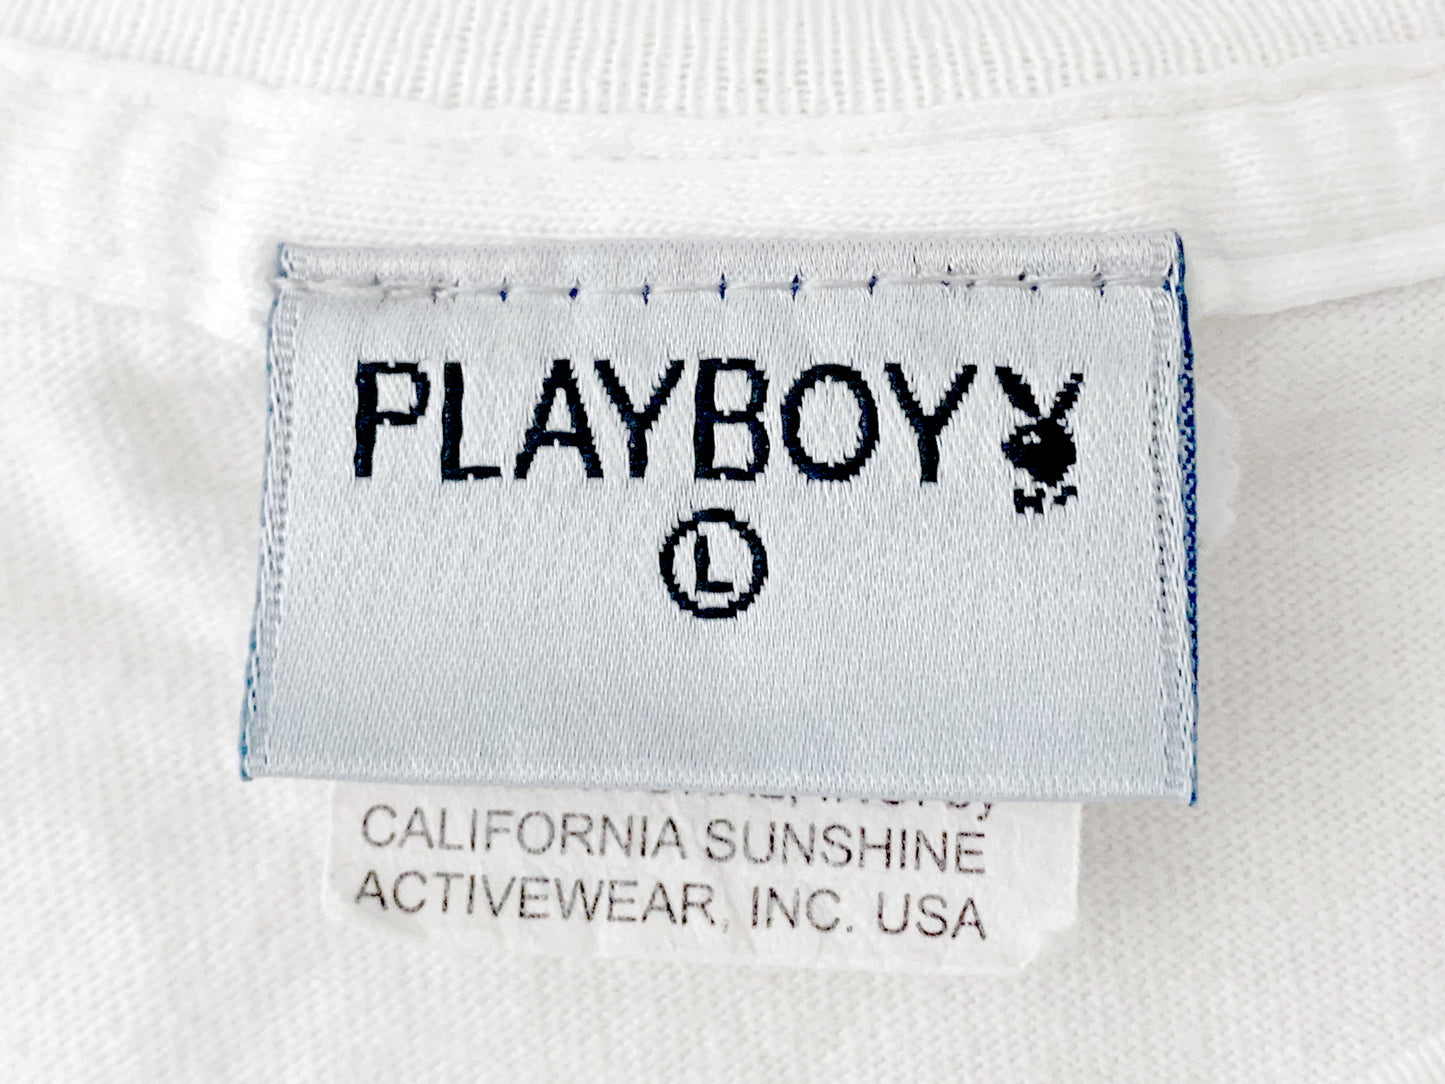 PLAYBOY
L
CALIFORNIA SUNSHINE
ACTIVEWEAR, INC. USA